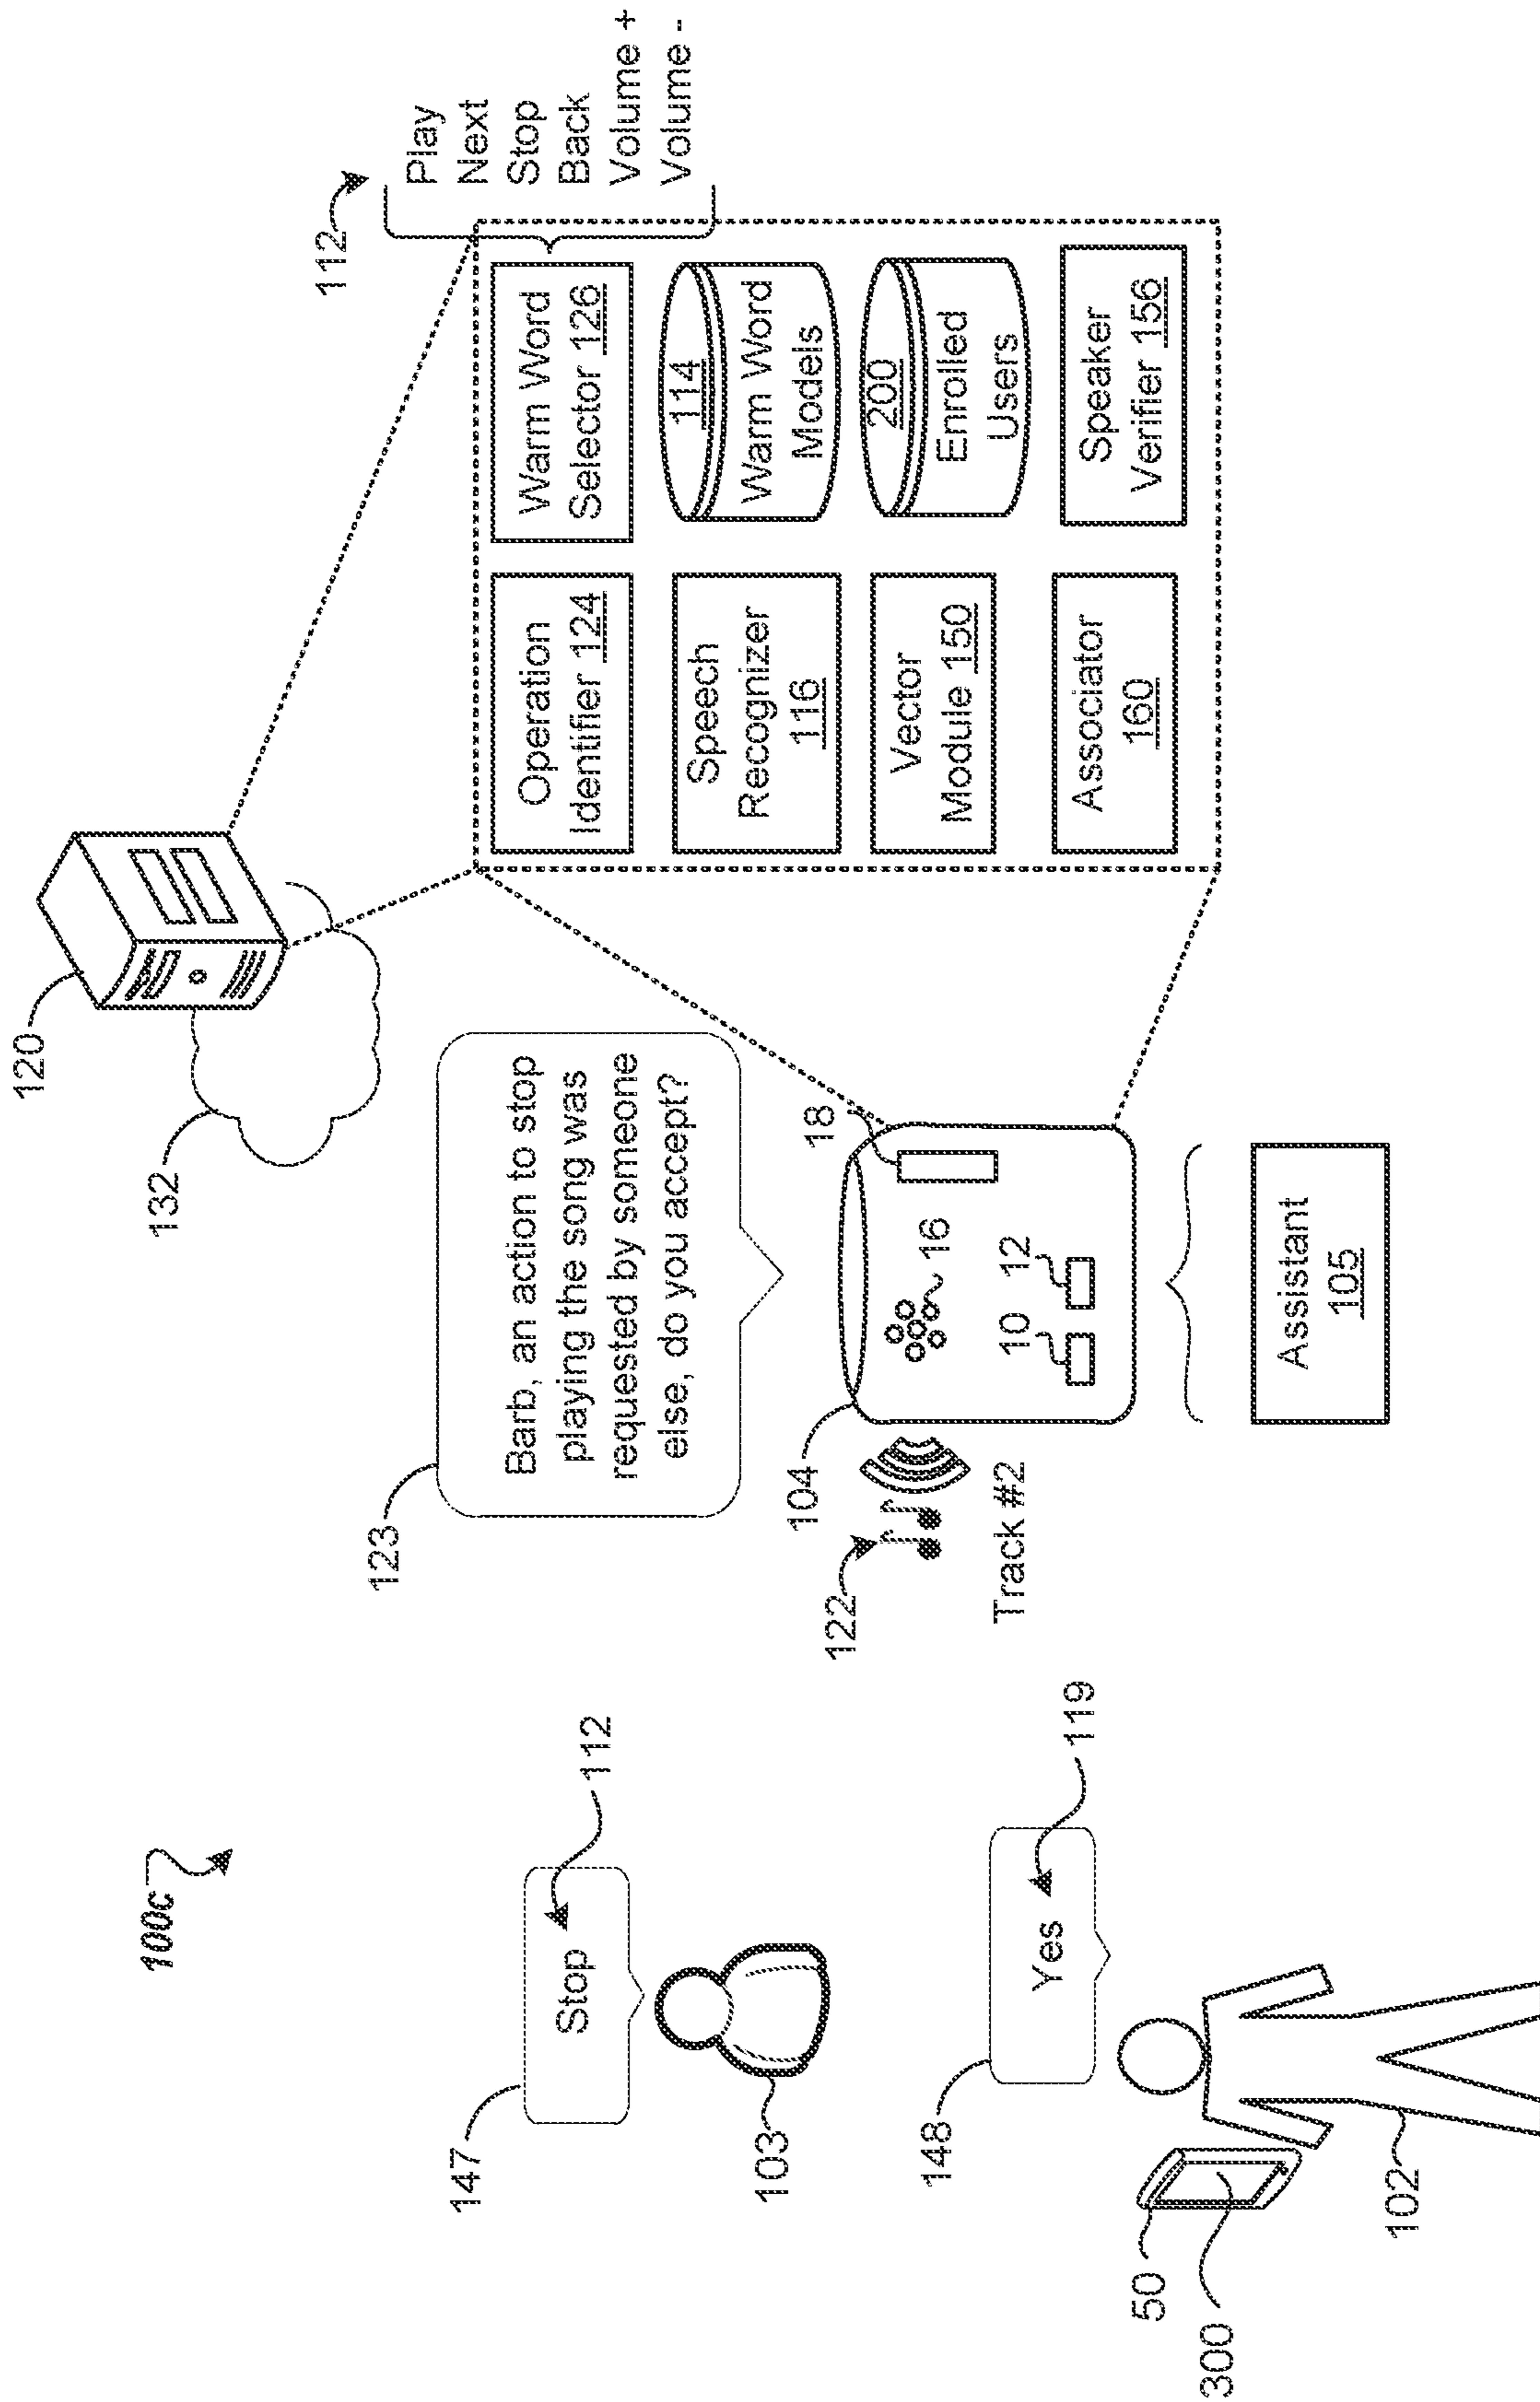 100c
120
132
123
Barb, an action to stop
playing the song was
requested by someone
else, do you accept?
147
Stop
112
103
148
Yes
119
50
300
102
122
Track #2
104
18
16
10
12
Assistant
105
112
Play
Next
Stop
Back
Volume +
Volume -
Operation
Identifier 124
Warm Word
Selector 126
Speech
Recognizer
116
114
Warm Word
Models
Vector
Module 150
200
Enrolled
Users
Associator
160
Speaker
Verifier 156